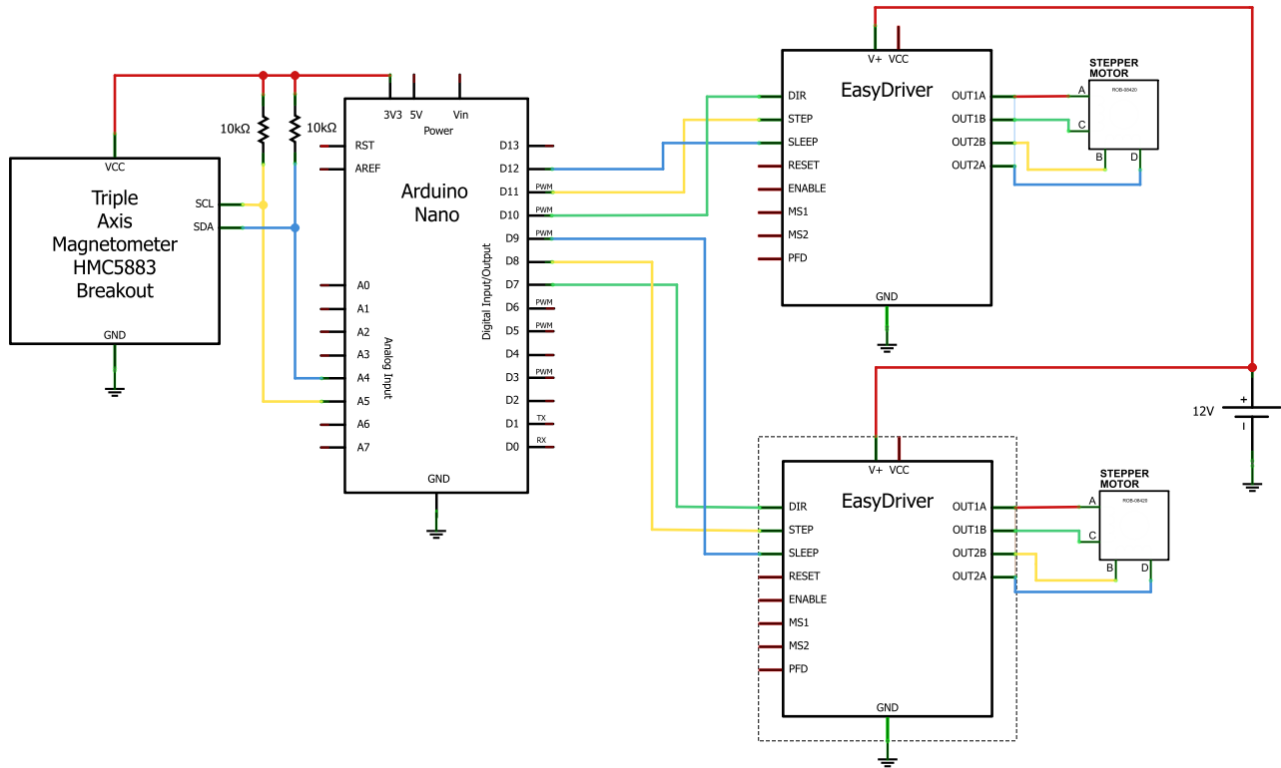 10kΩ
10kΩ
VCC
Triple
Axis
Magnetometer
HMC5883
Breakout
SCL
SDA
GND
3V3
5V
Vin
Power
RST
AREF
Arduino
Nano
A0
A1
A2
A3
A4
A5
A6
A7
Analog Input
Digital Input/Output
D13
D12
D11
PWM
D10
PWM
D9
PWM
D8
D7
D6
PWM
D5
PWM
D4
D3
PWM
D2
D1
TX
D0
RX
GND
V+
VCC
EasyDriver
DIR
STEP
SLEEP
RESET
ENABLE
MS1
MS2
PFD
OUT1A
OUT1B
OUT2B
OUT2A
GND
STEPPER
MOTOR
ROB-08420
A
C
B
D
12V
+
V+
VCC
EasyDriver
DIR
STEP
SLEEP
RESET
ENABLE
MS1
MS2
PFD
OUT1A
OUT1B
OUT2B
OUT2A
GND
STEPPER
MOTOR
ROB-08420
A
C
B
D